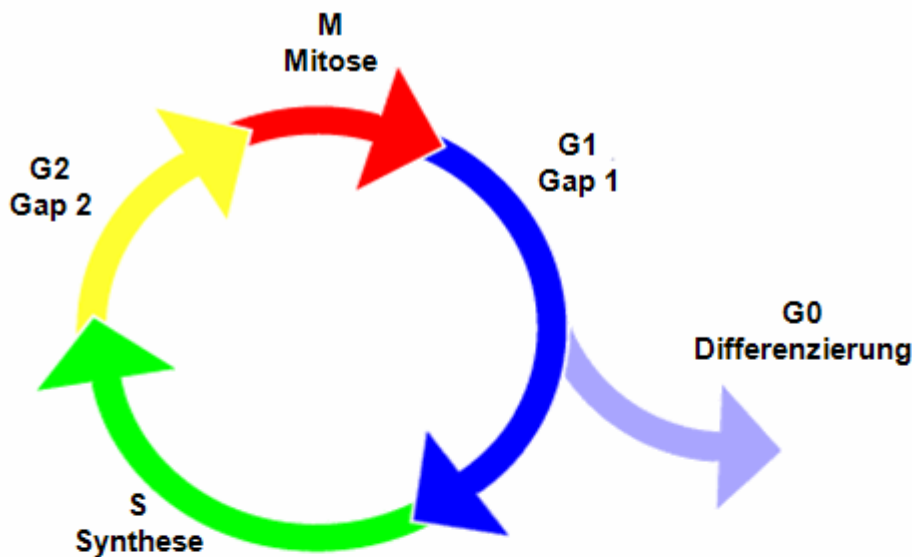 M
Mitose
G1
Gap 1
G2
Gap 2
G0
Differenzierung
S
Synthese